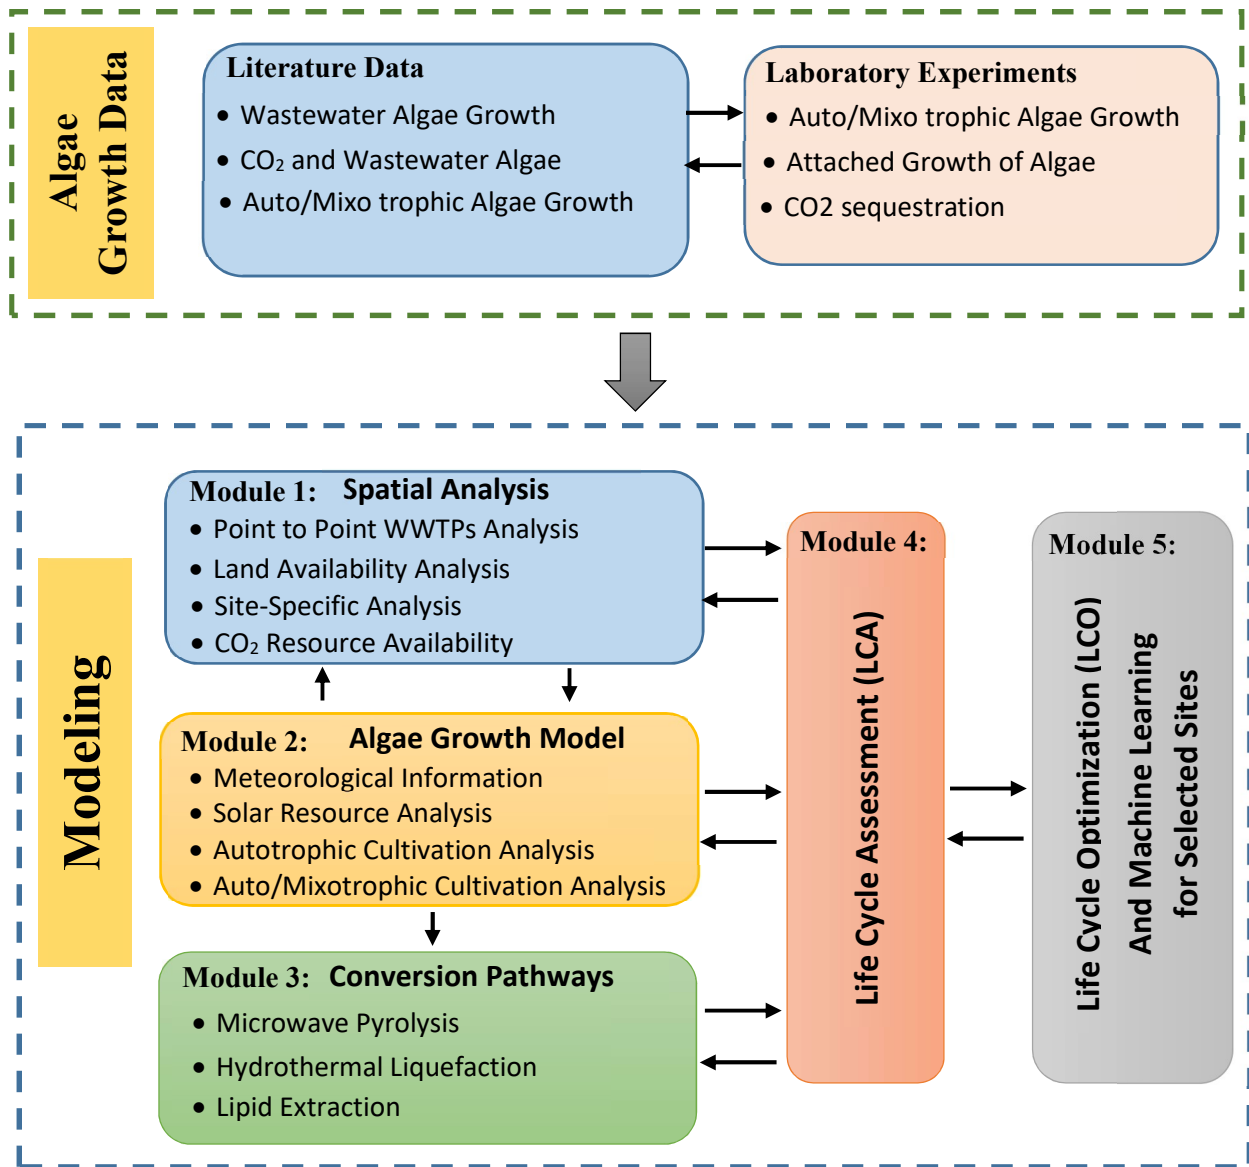 Algae
Growth Data
Literature Data
• Wastewater Algae Growth
• CO₂ and Wastewater Algae
• Auto/Mixo trophic Algae Growth
Laboratory Experiments
• Auto/Mixo trophic Algae Growth
• Attached Growth of Algae
• CO2 sequestration
Modeling
Module 1: Spatial Analysis
• Point to Point WWTPs Analysis
• Land Availability Analysis
• Site-Specific Analysis
• CO₂ Resource Availability
Module 2: Algae Growth Model
• Meteorological Information
• Solar Resource Analysis
• Autotrophic Cultivation Analysis
• Auto/Mixotrophic Cultivation Analysis
Module 3: Conversion Pathways
• Microwave Pyrolysis
• Hydrothermal Liquefaction
• Lipid Extraction
Module 4:
Life Cycle Assessment (LCA)
Module 5:
Life Cycle Optimization (LCO)
And Machine Learning
for Selected Sites